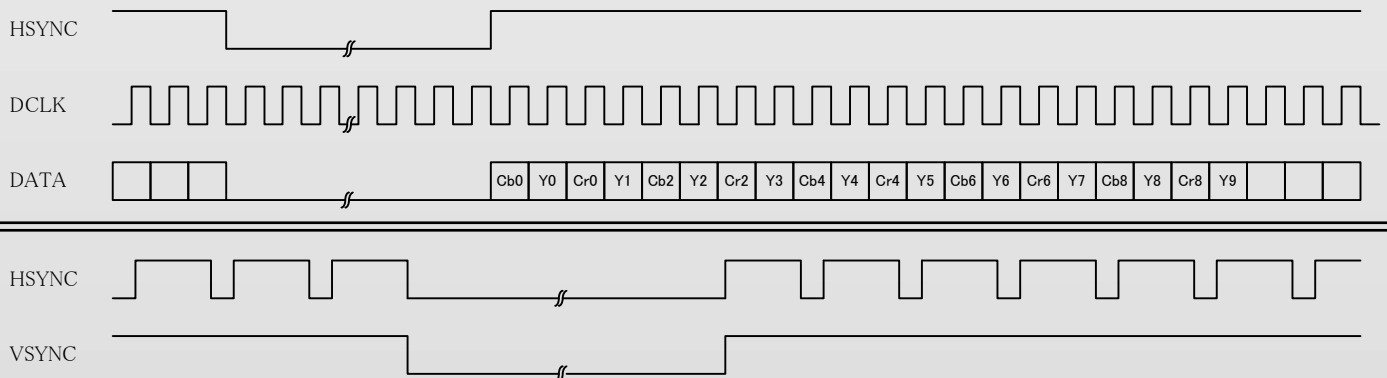 HSYNC
DCLK
DATA Cb0 Y0 Cr0 Y1 Cb2 Y2 Cr2 Y3 Cb4 Y4 Cr4 Y5 Cb6 Y6 Cr6 Y7 Cb8 Y8 Cr8 Y9
HSYNC
VSYNC